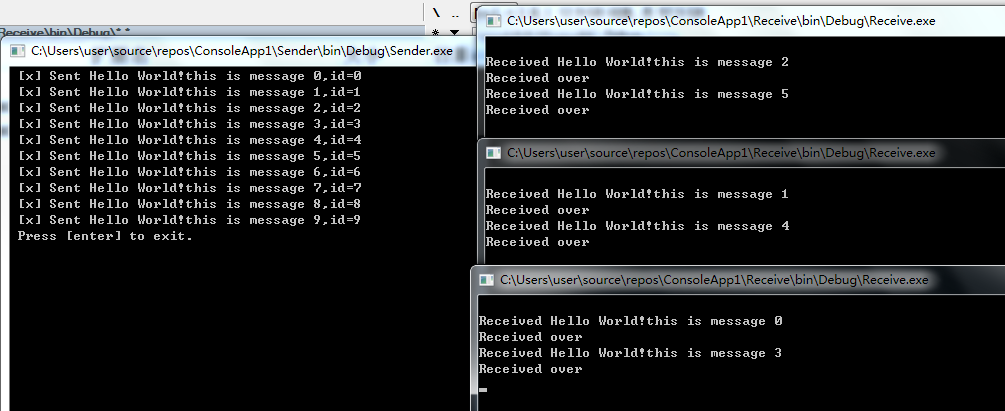 \ ..
Receive\bin\Debug\*.*
C:\Users\user\source\repos\ConsoleApp1\Sender\bin\Debug\Sender.exe
[x] Sent Hello World!this is message 0,id=0
[x] Sent Hello World!this is message 1,id=1
[x] Sent Hello World!this is message 2,id=2
[x] Sent Hello World!this is message 3,id=3
[x] Sent Hello World!this is message 4,id=4
[x] Sent Hello World!this is message 5,id=5
[x] Sent Hello World!this is message 6,id=6
[x] Sent Hello World!this is message 7,id=7
[x] Sent Hello World!this is message 8,id=8
[x] Sent Hello World!this is message 9,id=9
Press [enter] to exit.
C:\Users\user\source\repos\ConsoleApp1\Receive\bin\Debug\Receive.exe
Received Hello World!this is message 2
Received over
Received Hello World!this is message 5
Received over
C:\Users\user\source\repos\ConsoleApp1\Receive\bin\Debug\Receive.exe
Received Hello World!this is message 1
Received over
Received Hello World!this is message 4
Received over
C:\Users\user\source\repos\ConsoleApp1\Receive\bin\Debug\Receive.exe
Received Hello World!this is message 0
Received over
Received Hello World!this is message 3
Received over